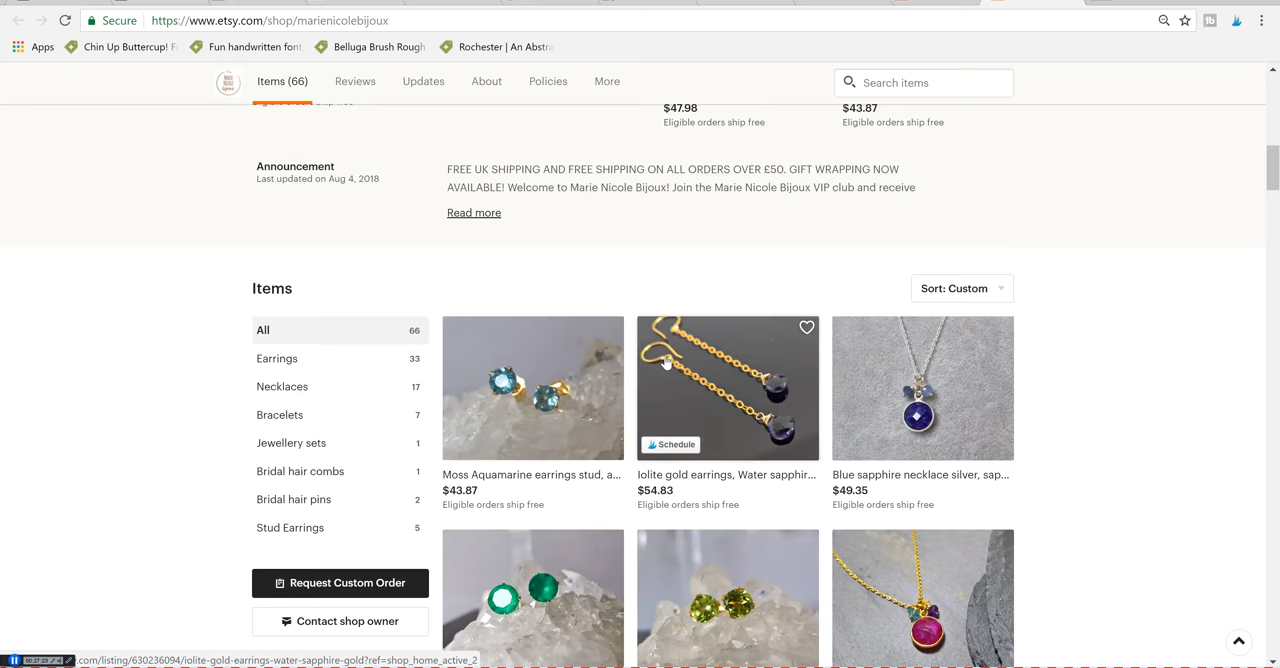 Secure https://www.etsy.com/shop/marienicolebijoux
Apps Chin Up Buttercup! F Fun handwritten font Belluga Brush Rough Rochester | An Abstra
Items (66) Reviews Updates About Policies More Search items
$47.98 $43.87
Eligible orders ship free Eligible orders ship free
Announcement
Last updated on Aug 4, 2018
FREE UK SHIPPING AND FREE SHIPPING ON ALL ORDERS OVER £50. GIFT WRAPPING NOW
AVAILABLE! Welcome to Marie Nicole Bijoux! Join the Marie Nicole Bijoux VIP club and receive
Read more
Items
Sort: Custom
All 66
Earrings 33
Necklaces 17
Bracelets 7
Jewellery sets 1
Bridal hair combs 1
Bridal hair pins 2
Stud Earrings 5
Request Custom Order
Contact shop owner
Schedule
Moss Aquamarine earrings stud, a...
$43.87
Eligible orders ship free
Iolite gold earrings, Water sapphir...
$54.83
Eligible orders ship free
Blue sapphire necklace silver, sap...
$49.35
Eligible orders ship free
00:27:23
.com/listing/630236094/iolite-gold-earrings-water-sapphire-gold?ref=shop_home_active_2